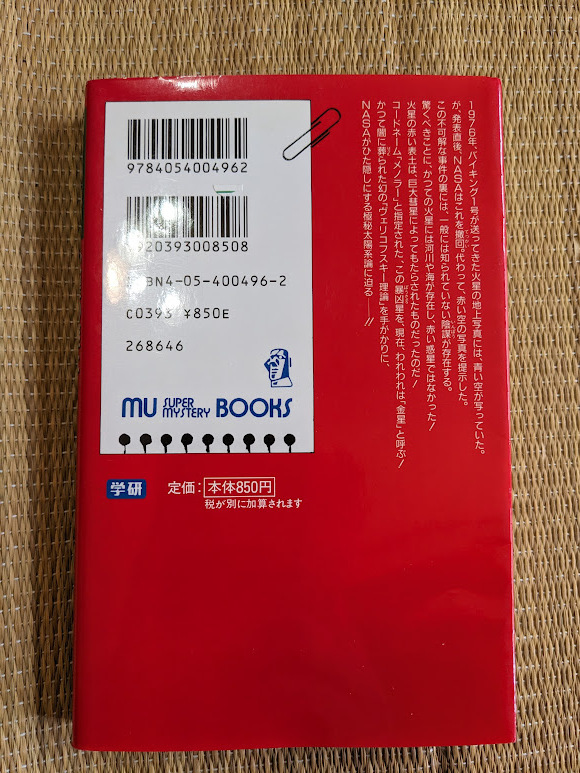 1976年、バイキング1号が送ってきた火星の地上写真には、青い空が写っていた。
が、発表直後、NASAはこれを撤回。代わって、赤い空の写真を提示した。
この不可解な事件の裏には、一般には知られていない陰謀が存在する。
驚くべきことに、かつての火星には河川や海が存在し、赤い惑星ではなかった!
火星の赤い表土は、巨大彗星によってもたらされたものだったのだ!
コードネーム「メノラー」と指定された、この暴凶星を、現在、われわれは「金星」と呼ぶ!
かつて闇に葬られた幻の、「ヴェリコフスキー理論」を手がかりに、
NASAがひた隠しにする極秘太陽系論に迫る——!!
9784054004962
1920393008508
ISBN4-05-400496-2
C0393 ¥850E
268646
MU SUPER MYSTERY BOOKS
学研 定価:本体850円
税が別に加算されます